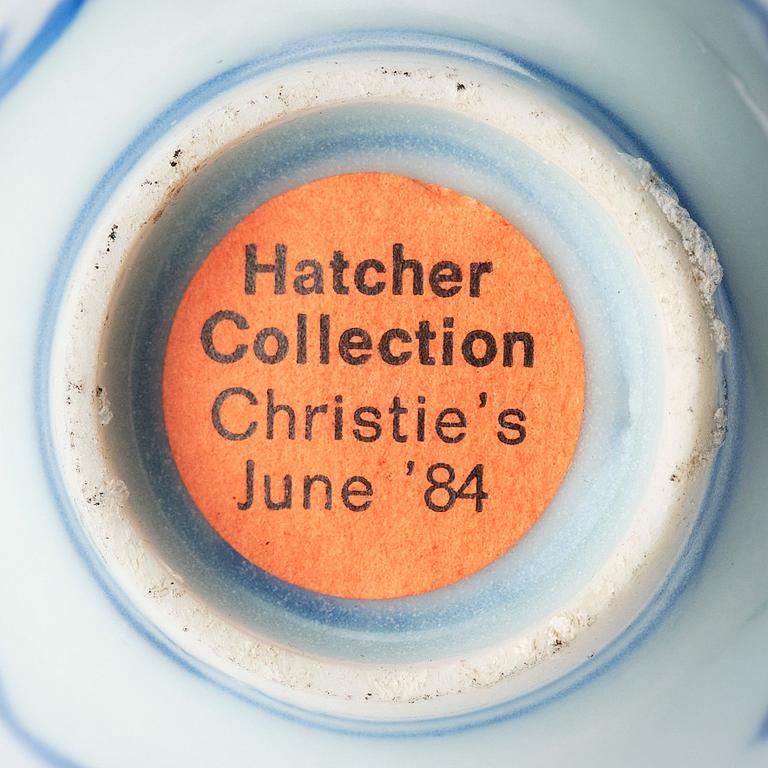 Hatcher
Collection
Christie's
June '84